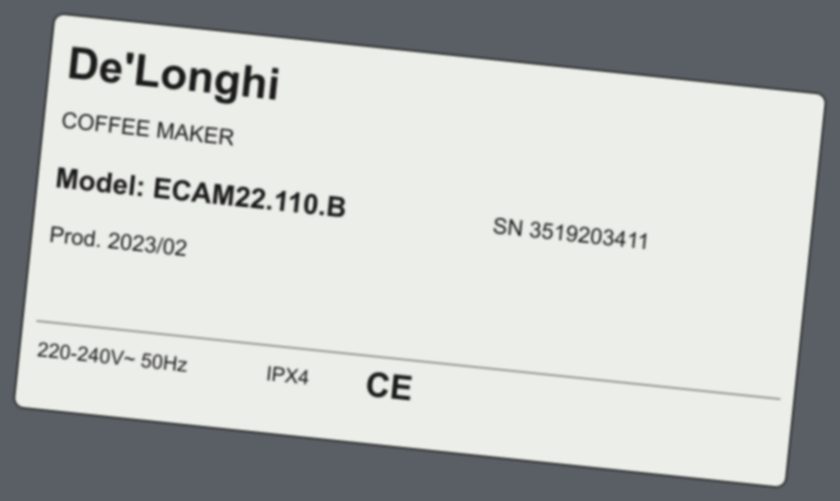 De'Longhi
COFFEE MAKER
Model: ECAM22.110.B
SN 3519203411
Prod. 2023/02
220-240V~ 50Hz IPX4 CE